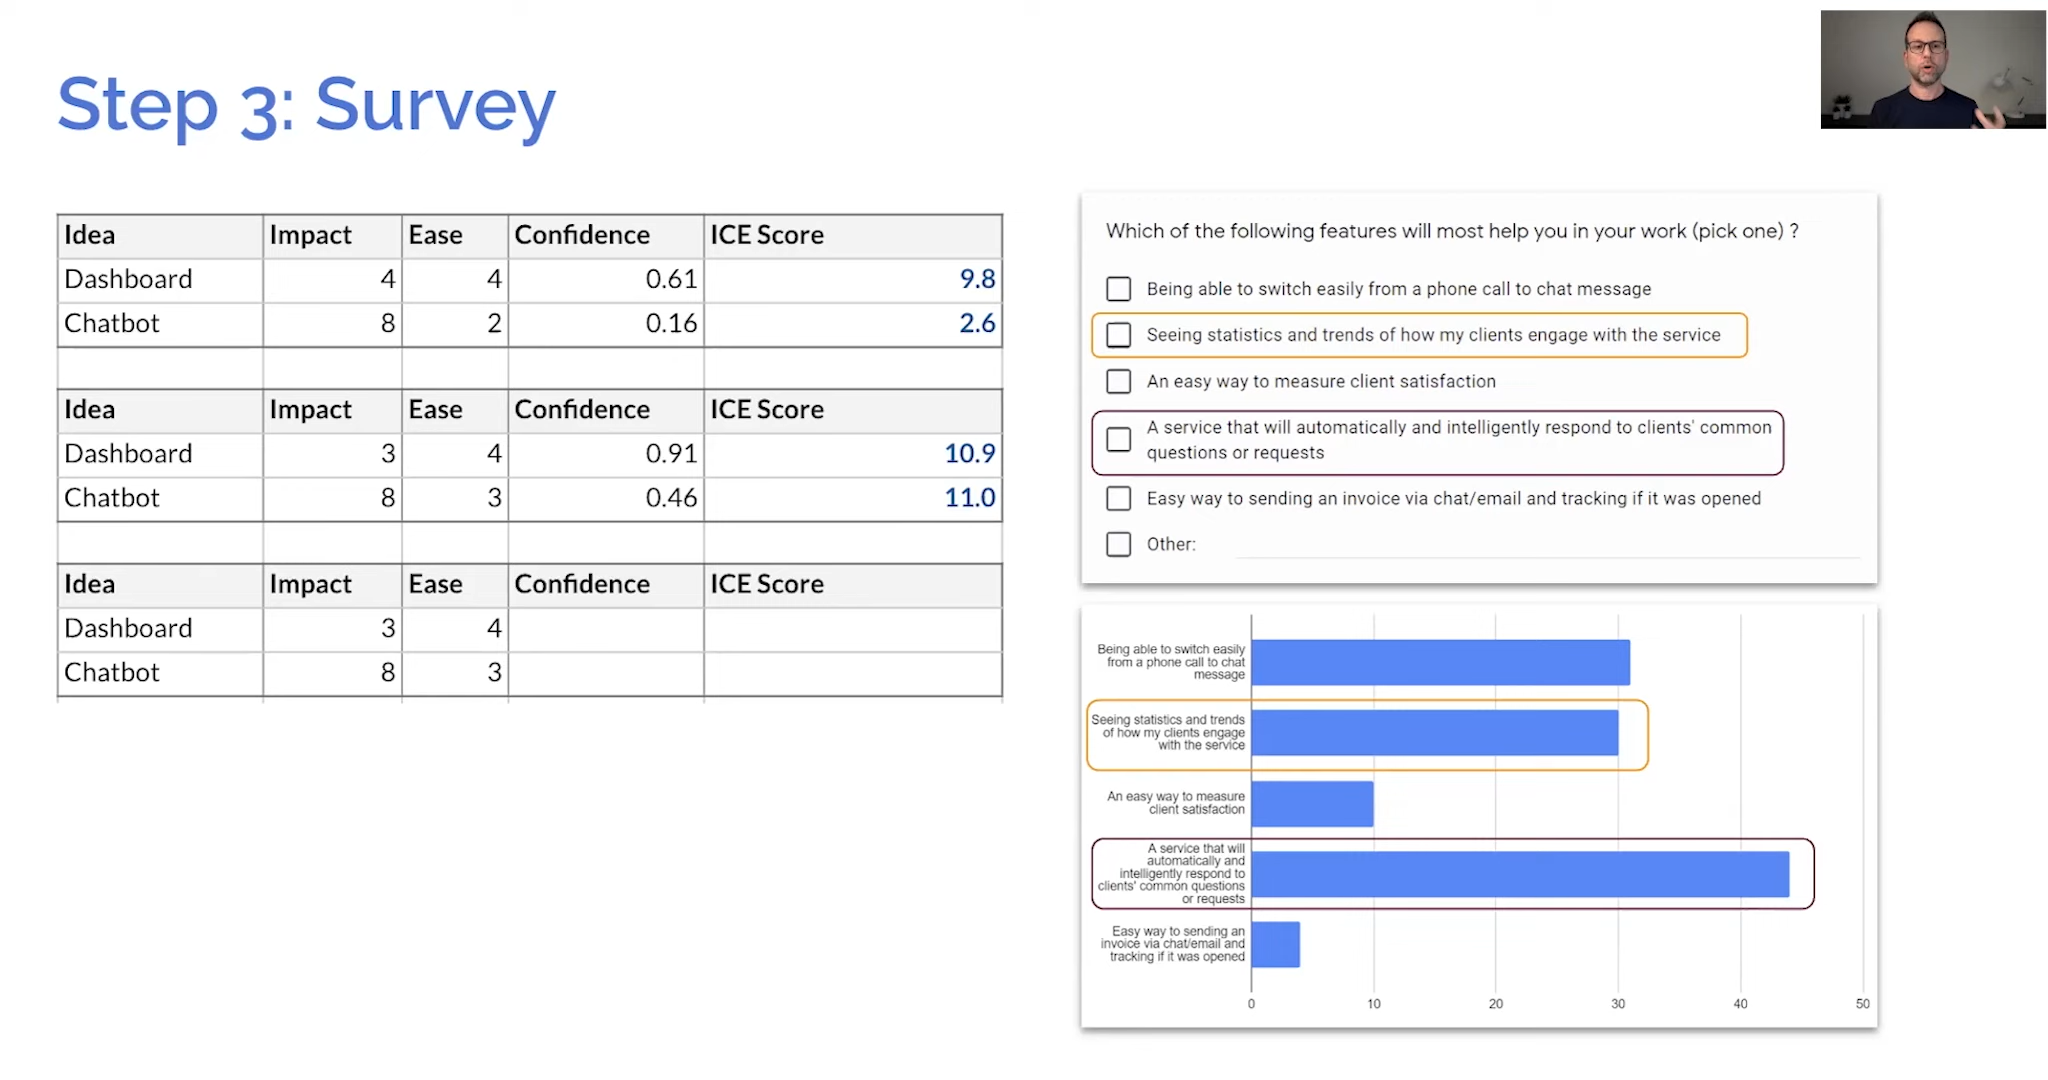 Step 3: Survey
Idea Impact Ease Confidence ICE Score
Dashboard 4 4 0.61 9.8
Chatbot 8 2 0.16 2.6
Idea Impact Ease Confidence ICE Score
Dashboard 3 4 0.91 10.9
Chatbot 8 3 0.46 11.0
Idea Impact Ease Confidence ICE Score
Dashboard 3 4
Chatbot 8 3
Which of the following features will most help you in your work (pick one) ?
Being able to switch easily from a phone call to chat message
Seeing statistics and trends of how my clients engage with the service
An easy way to measure client satisfaction
A service that will automatically and intelligently respond to clients' common
questions or requests
Easy way to sending an invoice via chat/email and tracking if it was opened
Other:
Being able to switch easily
from a phone call to chat
message
Seeing statistics and trends
of how my clients engage
with the service
An easy way to measure
client satisfaction
A service that will
automatically and
intelligently respond to
clients' common questions
or requests
Easy way to sending an
invoice via chat/email and
tracking if it was opened
0 10 20 30 40 50